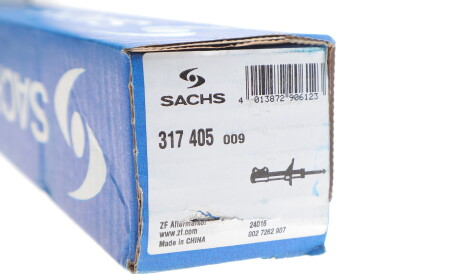 SACHS
SACHS
4 013872 906123
317 405 009
ZF Aftermarket
www.zf.com
Made in CHINA
24016
002 7262 907